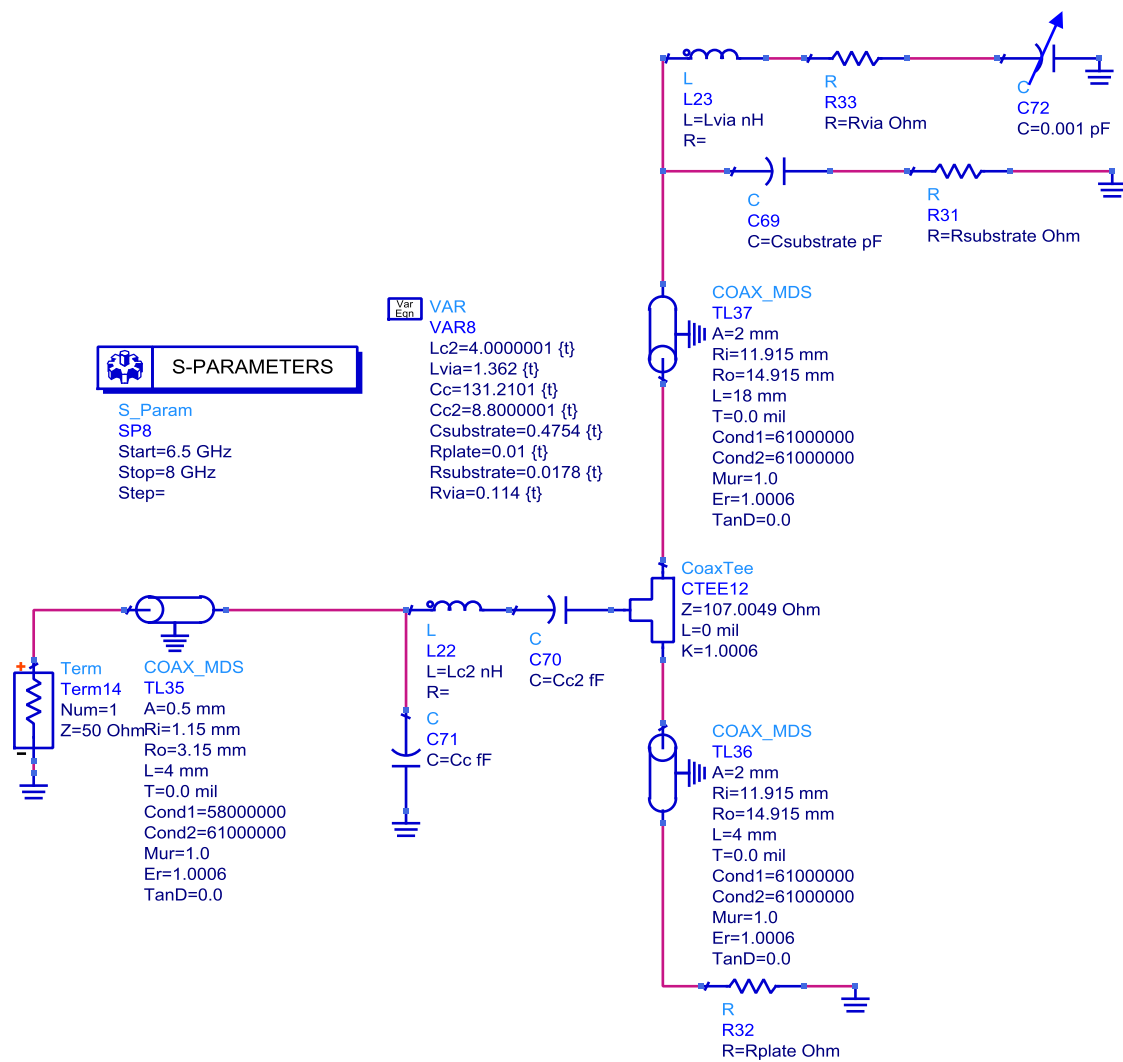 L
L23
L=Lvia nH
R=
R
R33
R=Rvia Ohm
C
C72
C=0.001 pF
C
C69
C=Csubstrate pF
R
R31
R=Rsubstrate Ohm
COAX_MDS
TL37
A=2 mm
Ri=11.915 mm
Ro=14.915 mm
L=18 mm
T=0.0 mil
Cond1=61000000
Cond2=61000000
Mur=1.0
Er=1.0006
TanD=0.0
Var
Eqn
VAR
VAR8
Lc2=4.0000001 {t}
Lvia=1.362 {t}
Cc=131.2101 {t}
Cc2=8.8000001 {t}
Csubstrate=0.4754 {t}
Rplate=0.01 {t}
Rsubstrate=0.0178 {t}
Rvia=0.114 {t}
S-PARAMETERS
S_Param
SP8
Start=6.5 GHz
Stop=8 GHz
Step=
CoaxTee
CTEE12
Z=107.0049 Ohm
L=0 mil
K=1.0006
+
Term
Term14
Num=1
Z=50 Ohm
-
COAX_MDS
TL35
A=0.5 mm
Ri=1.15 mm
Ro=3.15 mm
L=4 mm
T=0.0 mil
Cond1=58000000
Cond2=61000000
Mur=1.0
Er=1.0006
TanD=0.0
L
L22
L=Lc2 nH
R=
C
C70
C=Cc2 fF
C
C71
C=Cc fF
COAX_MDS
TL36
A=2 mm
Ri=11.915 mm
Ro=14.915 mm
L=4 mm
T=0.0 mil
Cond1=61000000
Cond2=61000000
Mur=1.0
Er=1.0006
TanD=0.0
R
R32
R=Rplate Ohm